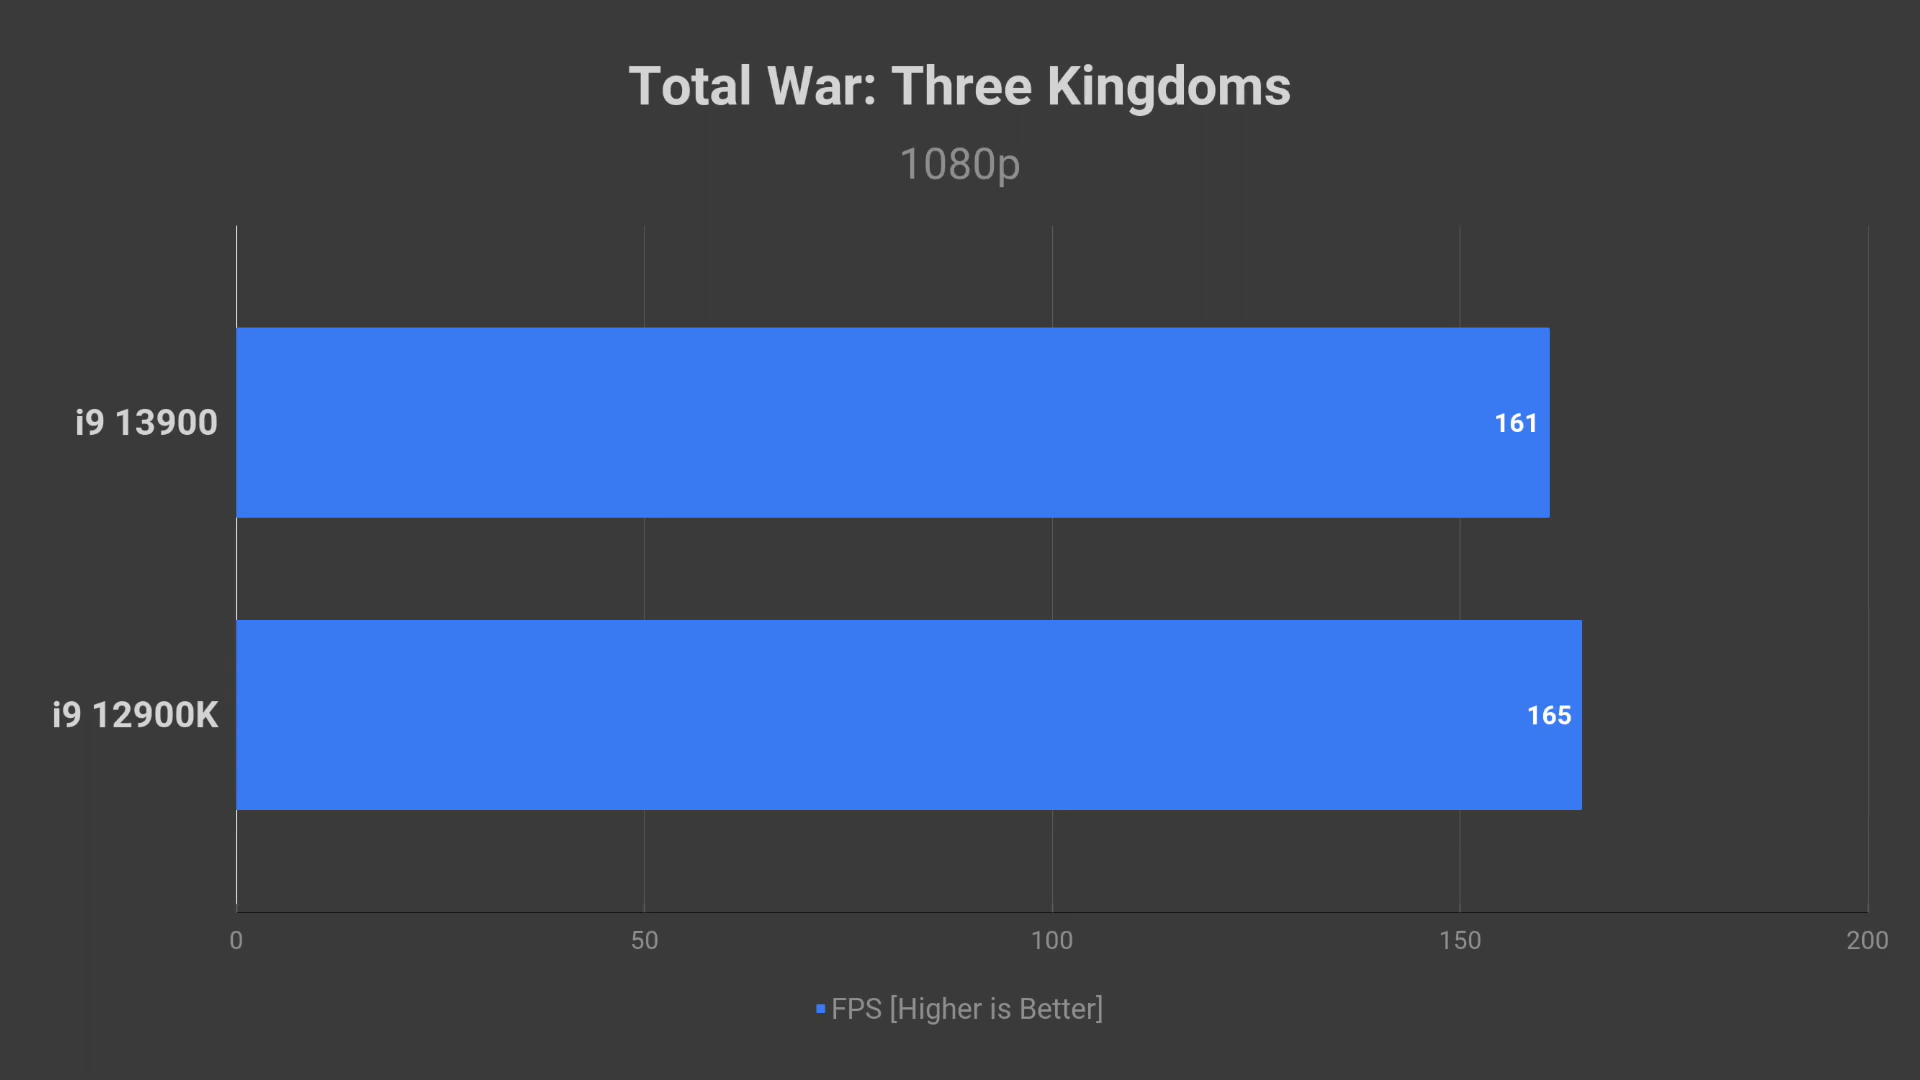 Total War: Three Kingdoms
1080p
i9 13900
161
i9 12900K
165
0
50
100
150
200
FPS [Higher is Better]